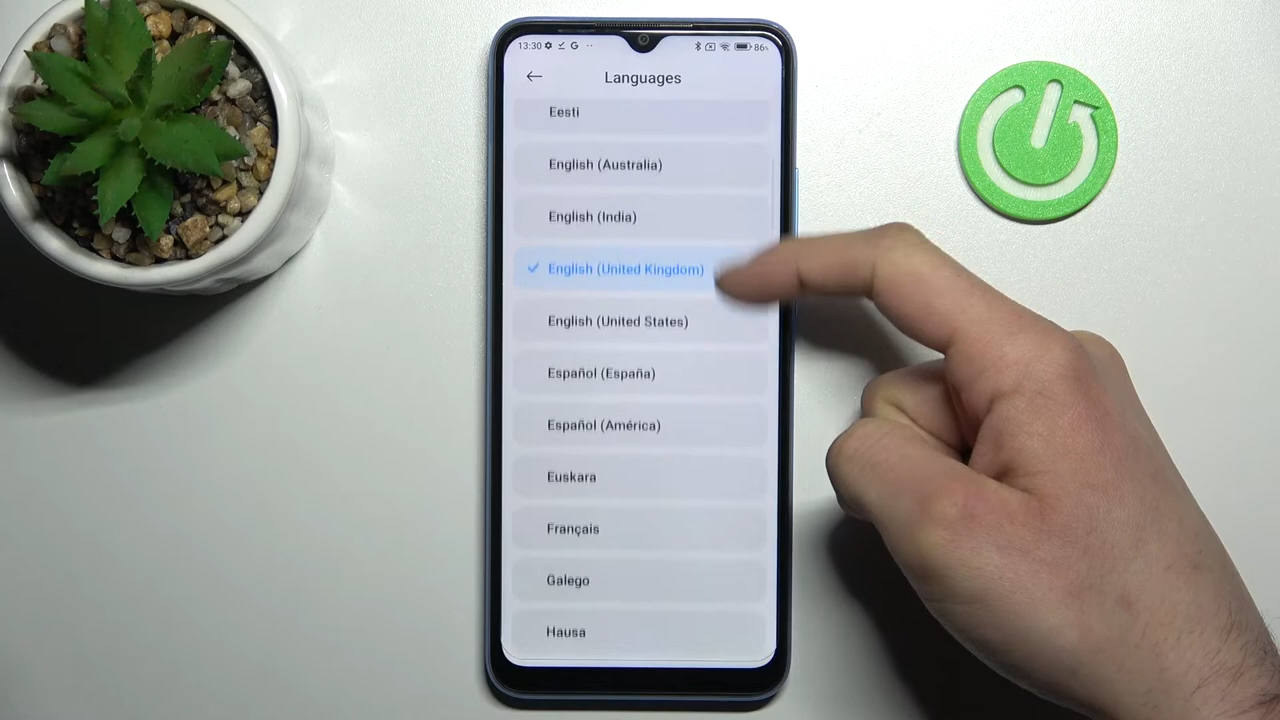 13:30
86%
Languages
Eesti
English (Australia)
English (India)
English (United Kingdom)
English (United States)
Español (España)
Español (América)
Euskara
Français
Galego
Hausa